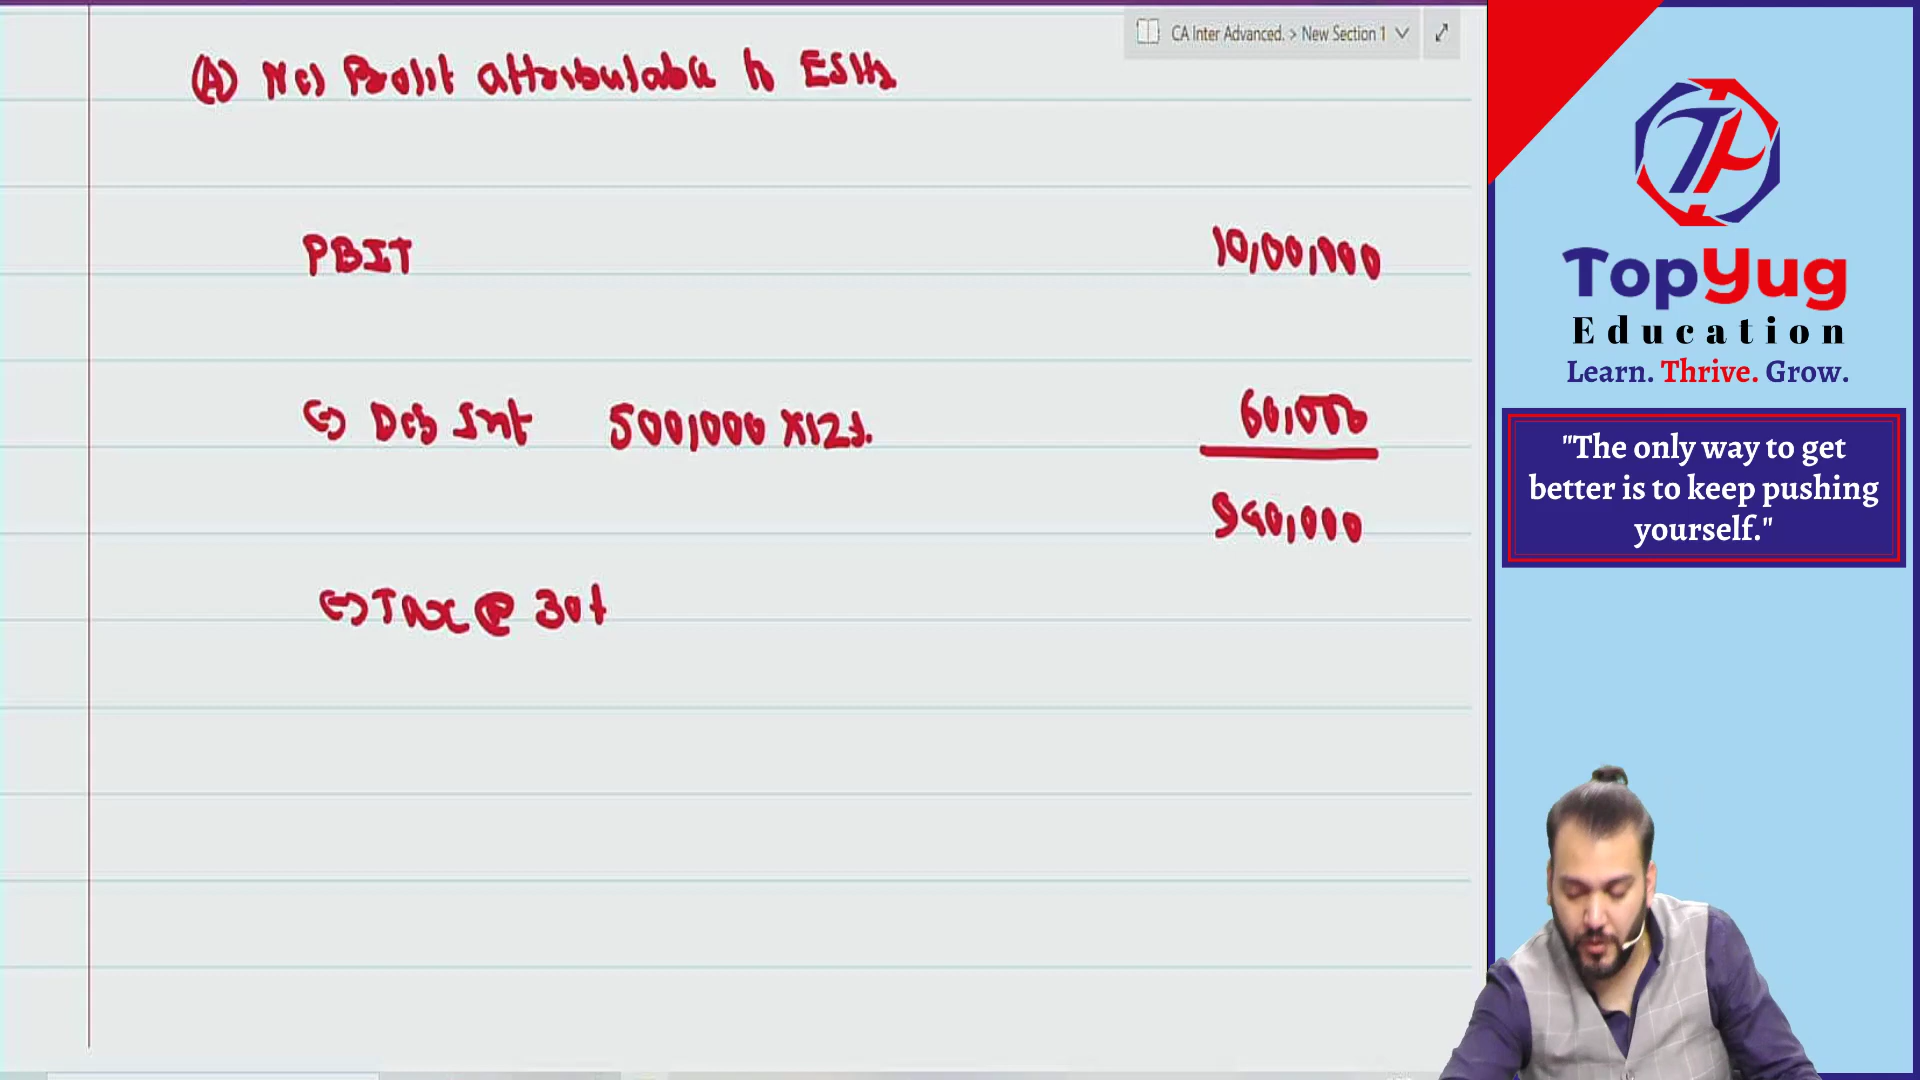 CA Inter Advanced. > New Section 1
(A) Net Profit attributable to ESHs
PBIT 10,00,000
(-) Deb Int 500,000 X12%. 60,000
940,000
(-) Tax @ 30%
TopYug
Education
Learn. Thrive. Grow.
"The only way to get
better is to keep pushing
yourself."